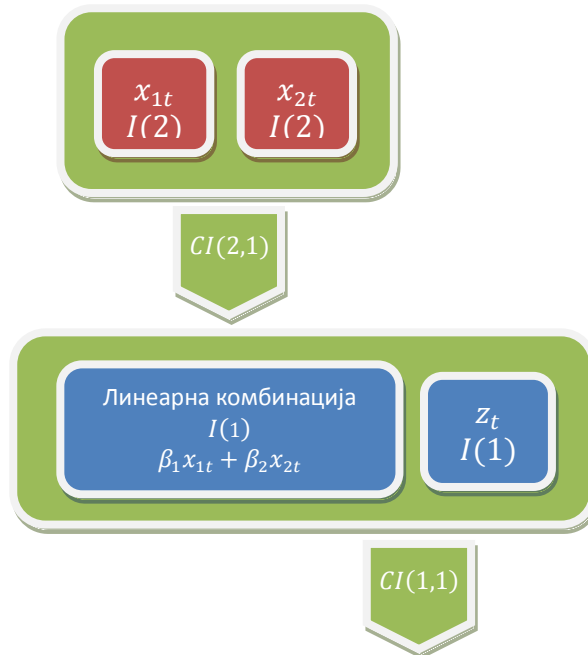 x₁ₜ
I(2)
x₂ₜ
I(2)
CI(2,1)
Линеарна комбинација
I(1)
β₁x₁ₜ + β₂x₂ₜ
zₜ
I(1)
CI(1,1)